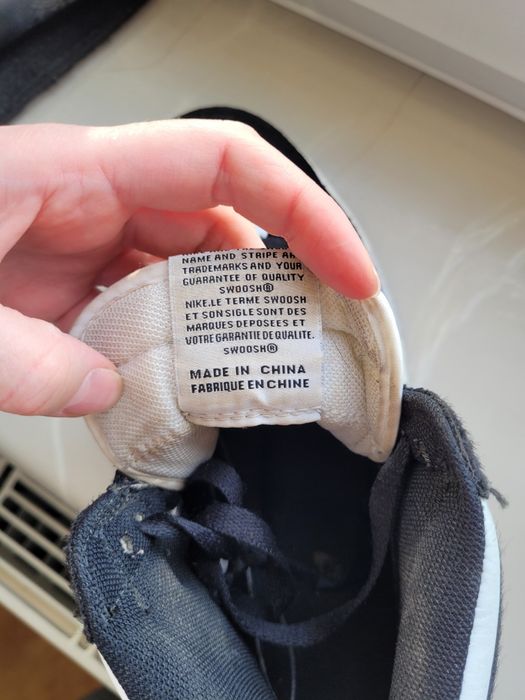 NAME AND STRIPE AR
TRADEMARKS AND YOUR
GUARANTEE OF QUALITY
SWOOSH®
NIKE.LE TERME SWOOSH
ET SON SIGLE SONT DES
MARQUES DEPOSEES ET
VOTRE GARANTIE DE QUALITE.
SWOOSH®
MADE IN CHINA
FABRIQUE EN CHINE